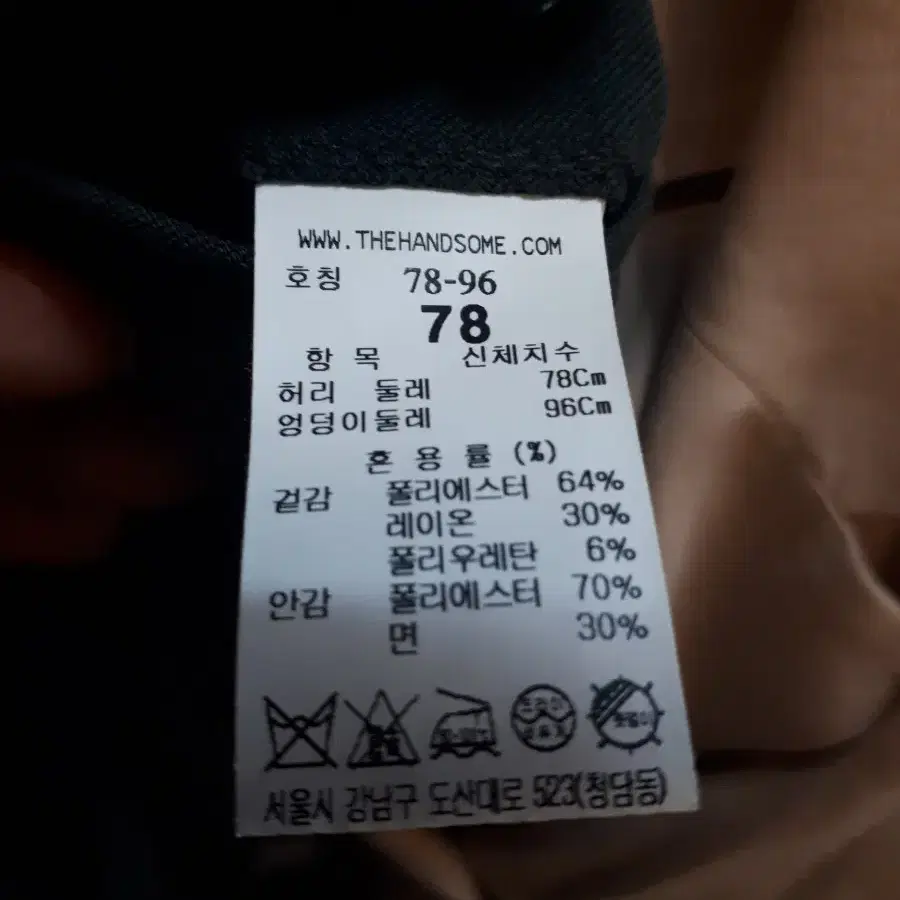 WWW.THEHANDSOME.COM
호칭 78-96
78
항 목 신체치수
허리 둘레 78Cm
엉덩이둘레 96Cm
혼 용 률 (%)
겉감 폴리에스터 64%
레이온 30%
폴리우레탄 6%
안감 폴리에스터 70%
면 30%
드라이
서울시 강남구 도산대로 523(청담동)